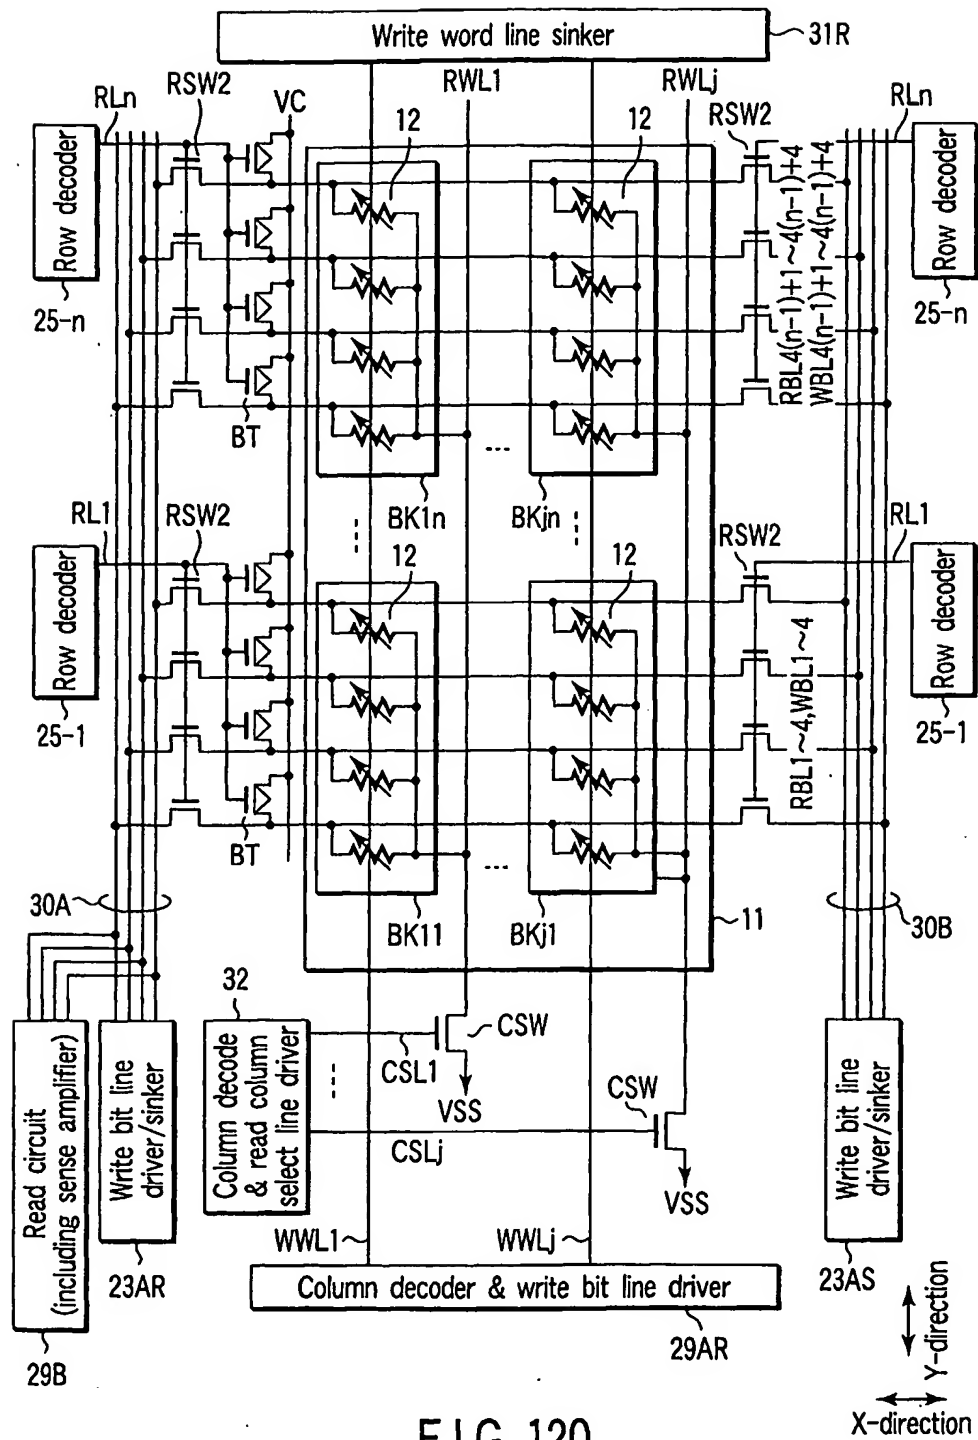 Write word line sinker
31R
RWL1
RWLj
RLn
RSW2
VC
12
12
RSW2
RLn
Row decoder
25-n
Row decoder
25-n
RBL4(n-1)+1~4(n-1)+4
WBL4(n-1)+1~4(n-1)+4
BT
BK1n
BKjn
RL1
RSW2
12
12
RSW2
RL1
Row decoder
25-1
Row decoder
25-1
RBL1~4,WBL1~4
BT
30A
BK11
BKj1
11
30B
32
Column decode
& read column
select line driver
CSL1
CSW
VSS
CSLj
CSW
VSS
Read circuit
(including sense amplifier)
29B
Write bit line
driver/sinker
23AR
Write bit line
driver/sinker
23AS
WWL1
WWLj
Column decoder & write bit line driver
29AR
Y-direction
X-direction
FIG. 120